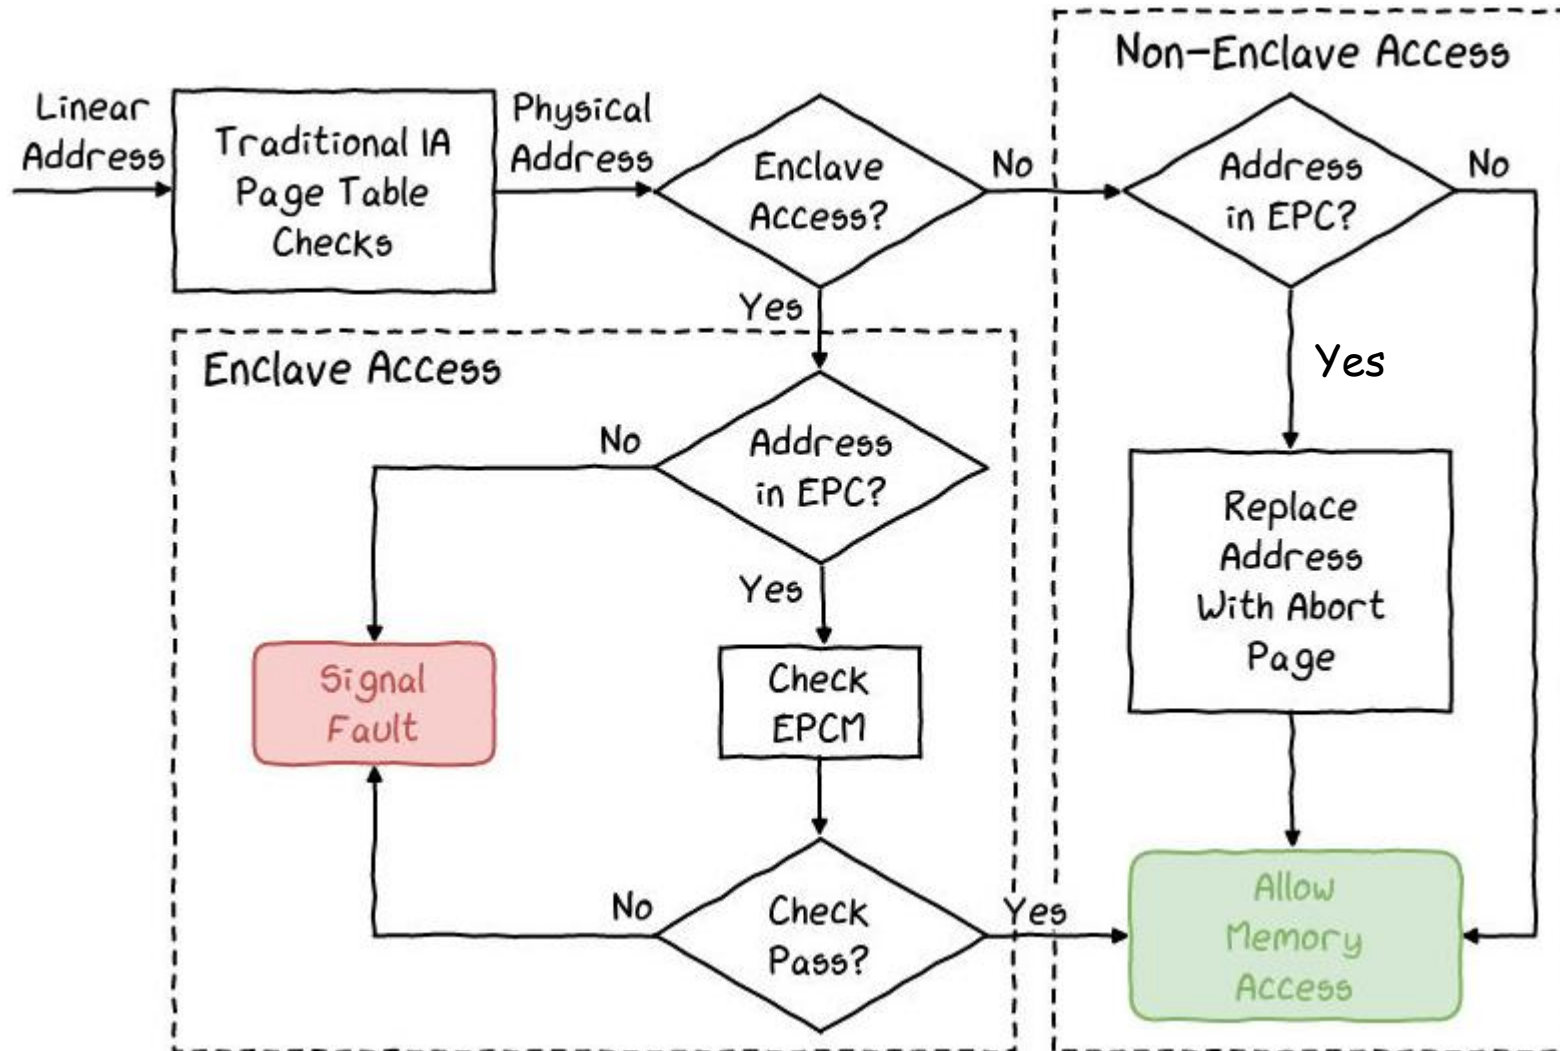 Non-Enclave Access
Linear
Address
Traditional IA
Page Table
Checks
Physical
Address
Enclave
Access?
No
Address
in EPC?
No
Yes
Enclave Access
Yes
No
Address
in EPC?
Yes
Replace
Address
With Abort
Page
Signal
Fault
Check
EPCM
No
Check
Pass?
Yes
Allow
Memory
Access